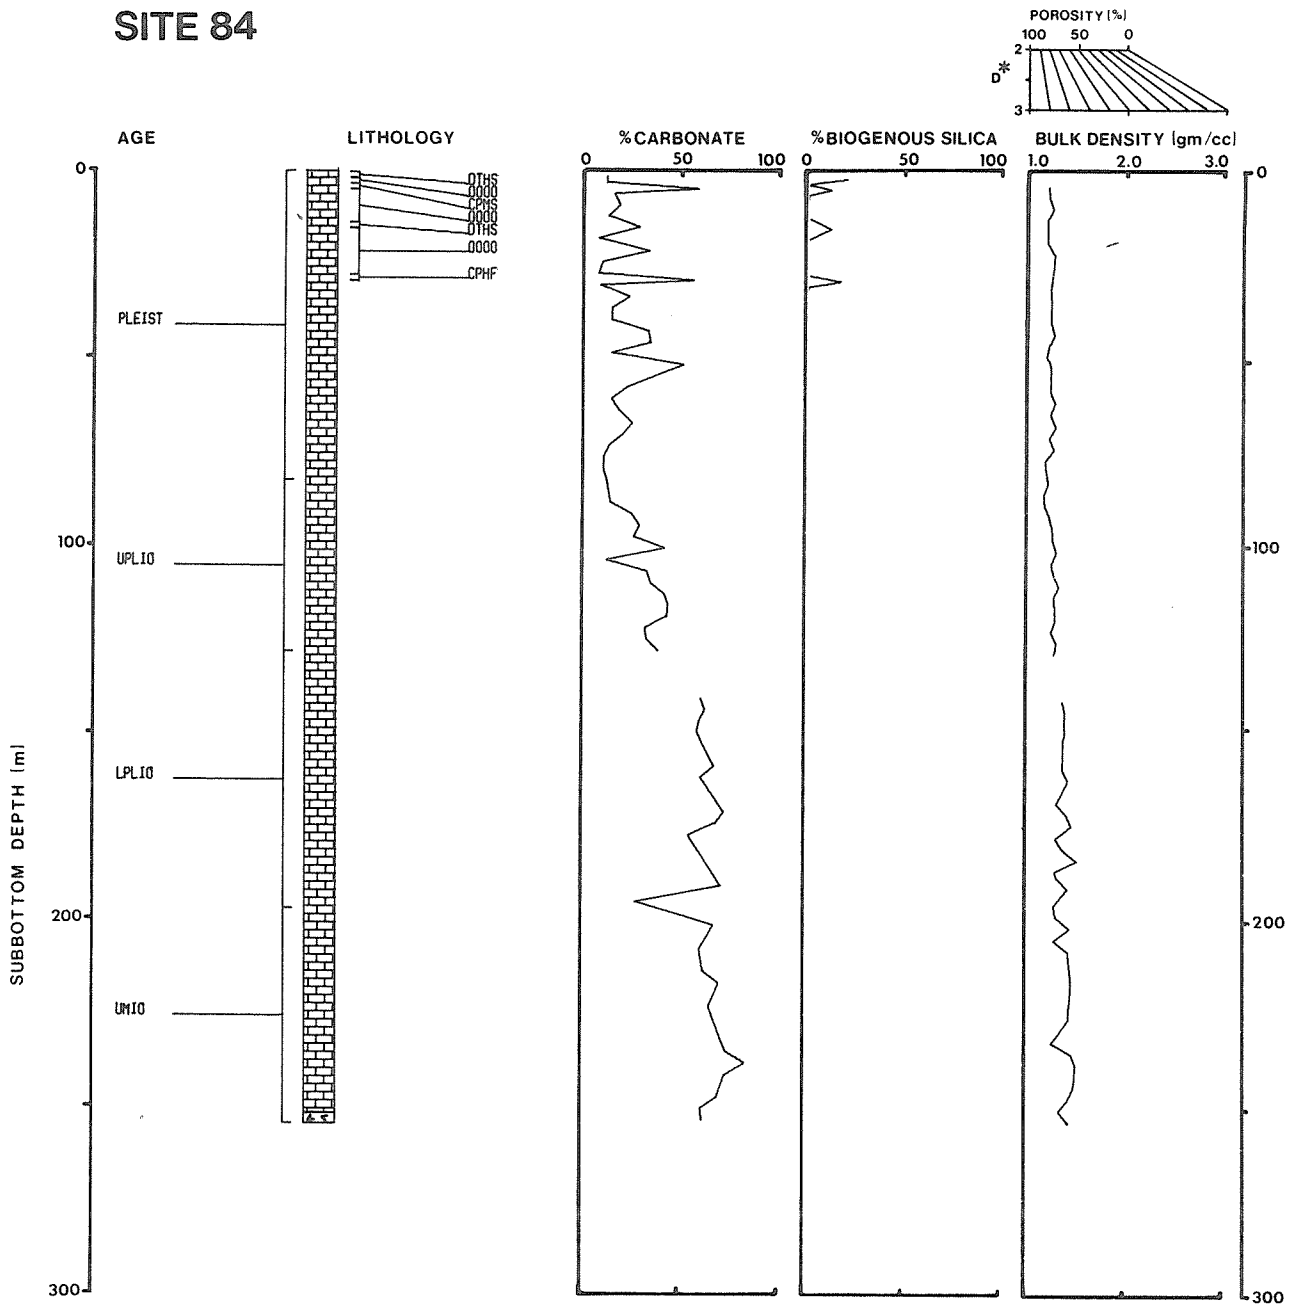 SITE 84
POROSITY (%)
100 50 0
2
D*
3
AGE LITHOLOGY %CARBONATE %BIOGENOUS SILICA BULK DENSITY (gm/cc)
0 50 100 0 50 100 1.0 2.0 3.0
0 0
OTHS
0000
CPMS
0000
OTHS
0000
CPHF
PLEIST
100 100
UPLIO
SUBBOTTOM DEPTH (m)
LPLIO
200 200
UMIO
300 300